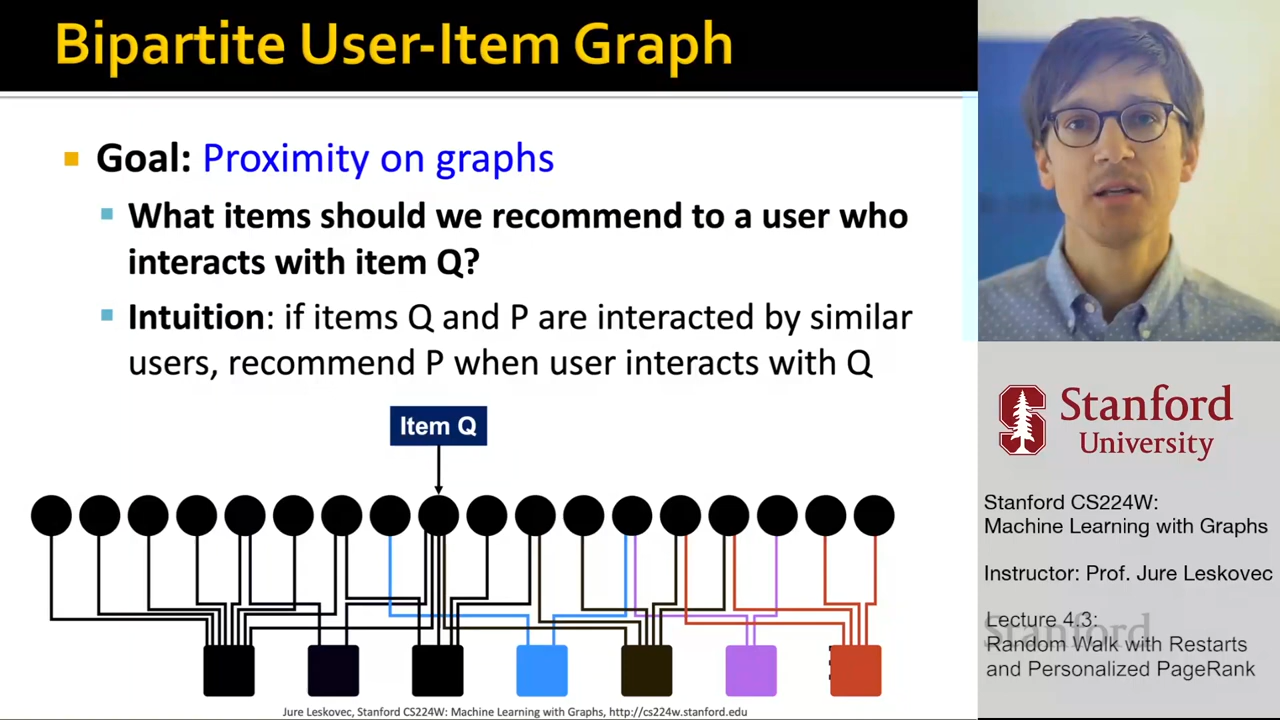 Bipartite User-Item Graph
Goal: Proximity on graphs
What items should we recommend to a user who
interacts with item Q?
Intuition: if items Q and P are interacted by similar
users, recommend P when user interacts with Q
Item Q
Jure Leskovec, Stanford CS224W: Machine Learning with Graphs, http://cs224w.stanford.edu
Stanford
University
Stanford CS224W:
Machine Learning with Graphs
Instructor: Prof. Jure Leskovec
Lecture 4.3:
Stanford
Random Walk with Restarts
and Personalized PageRank